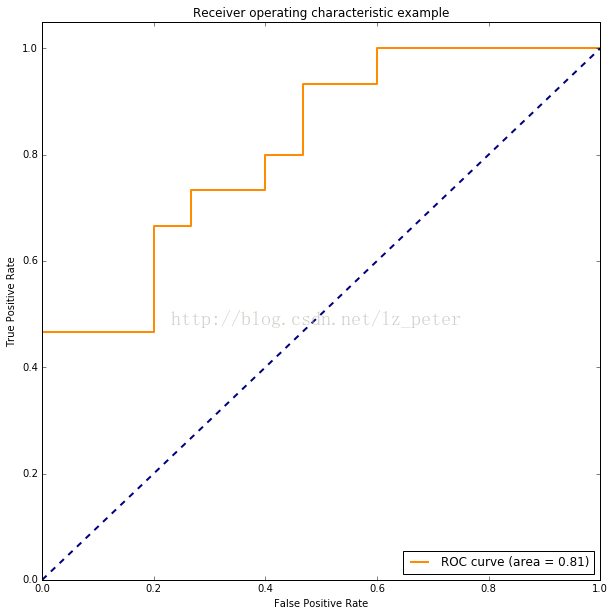 Receiver operating characteristic example
1.0
0.8
0.6
0.4
0.2
0.0
True Positive Rate
http://blog.csdn.net/lz_peter
ROC curve (area = 0.81)
0.0 0.2 0.4 0.6 0.8 1.0
False Positive Rate